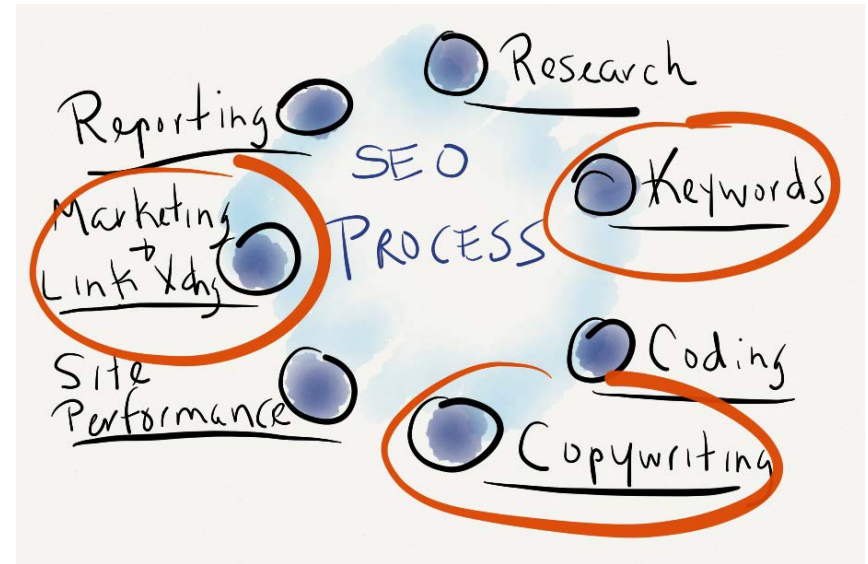 SEO
PROCESS
Research
Keywords
Coding
Copywriting
Site
Performance
Marketing
+
Link Xchg
Reporting